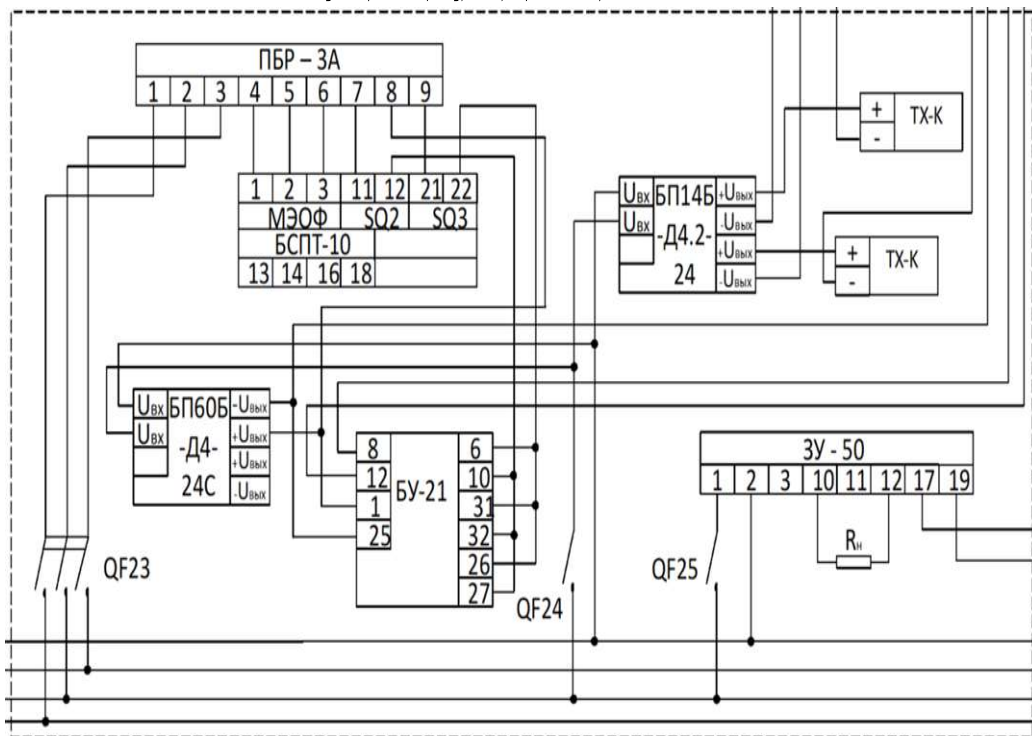 ПБР – 3А
1 2 3 4 5 6 7 8 9
1 2 3 11 12 21 22
МЭОФ SQ2 SQ3
БСПТ-10
13 14 16 18
+ ТХ-К
-
Uвх БП14Б +Uвых
Uвх -Д4.2- -Uвых
24 +Uвых
-Uвых
+ ТХ-К
-
Uвх БП60Б -Uвых
Uвх -Д4- +Uвых
24С +Uвых
-Uвых
8 6
12 БУ-21 10
1 31
25 32
26
27
ЗУ - 50
1 2 3 10 11 12 17 19
Rн
QF23
QF24
QF25